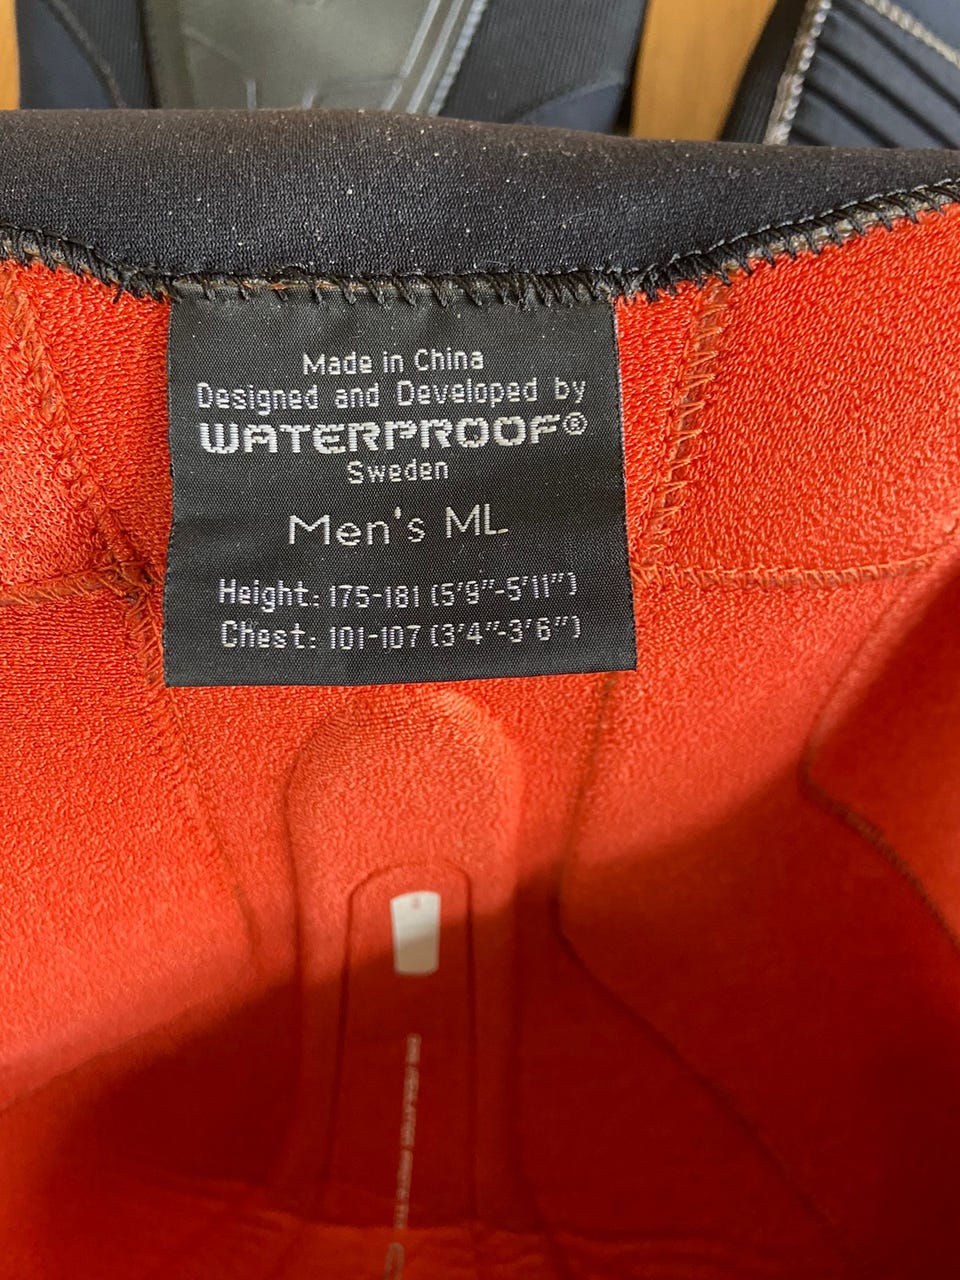 Made in China
Designed and Developed by
WATERPROOF®
Sweden
Men's ML
Height: 175-181 (5'9"-5'11")
Chest: 101-107 (3'4"-3'6")